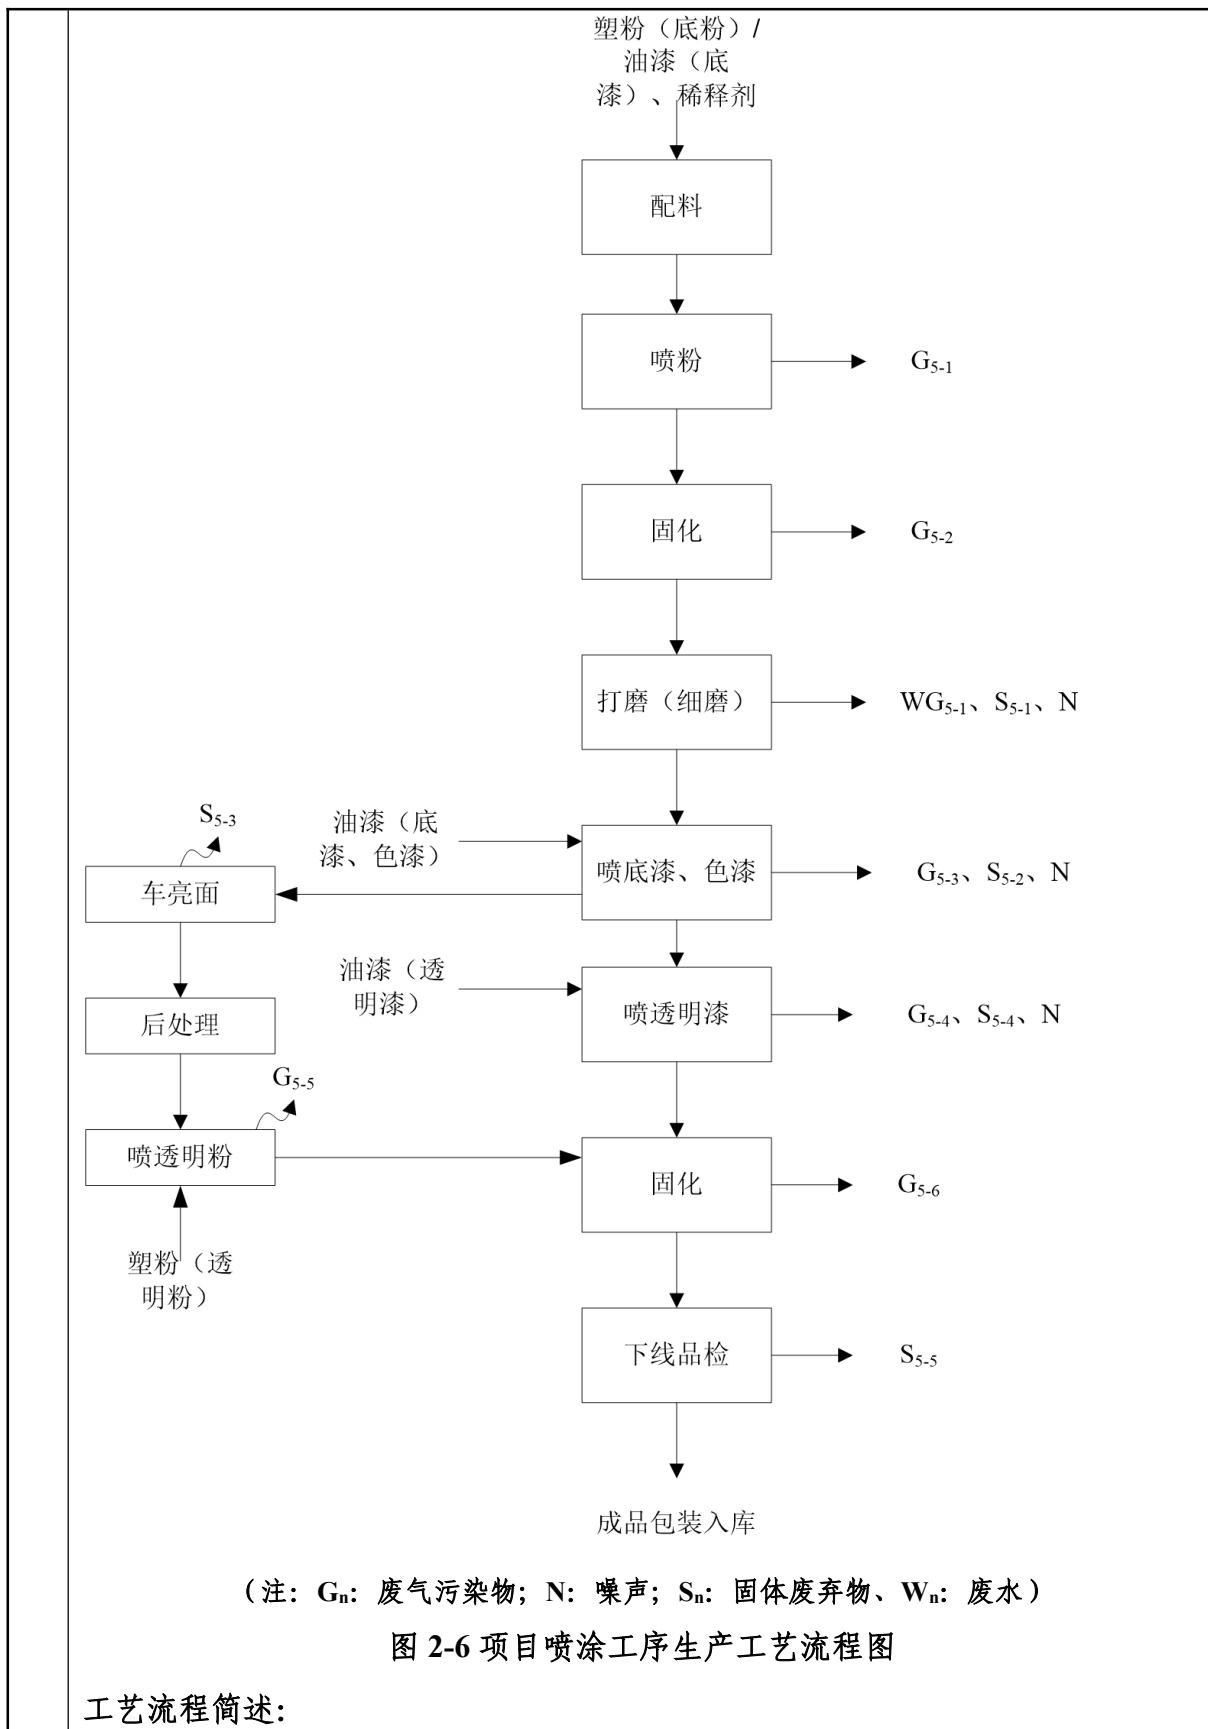 塑粉（底粉）/
油漆（底
漆）、稀释剂
配料
喷粉
G5-1
固化
G5-2
打磨（细磨）
WG5-1、S5-1、N
S5-3
油漆（底
漆、色漆）
喷底漆、色漆
G5-3、S5-2、N
车亮面
油漆（透
明漆）
喷透明漆
G5-4、S5-4、N
后处理
G5-5
喷透明粉
固化
G5-6
塑粉（透
明粉）
下线品检
S5-5
成品包装入库
（注：Gn：废气污染物；N：噪声；Sn：固体废弃物、Wn：废水）
图 2-6 项目喷涂工序生产工艺流程图
工艺流程简述：